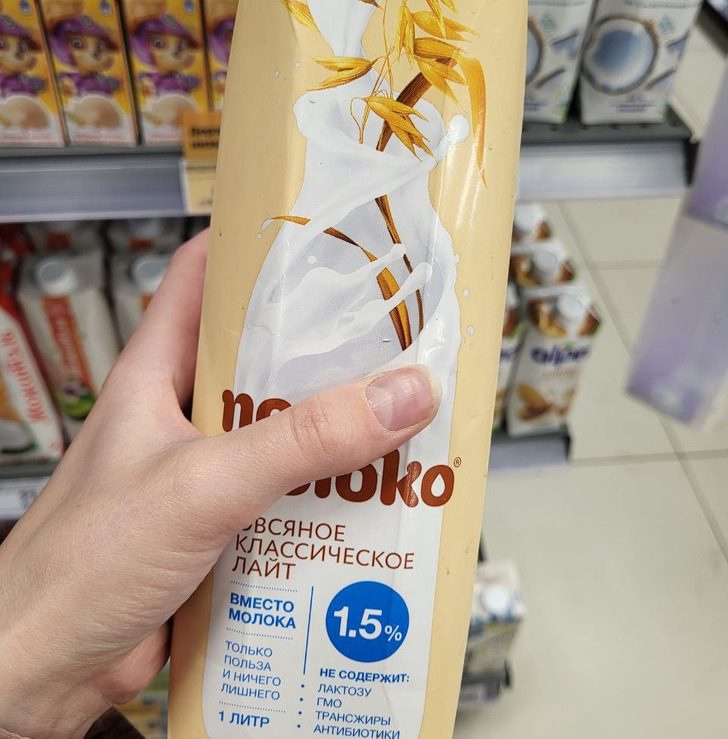 локо®
ОВСЯНОЕ
КЛАССИЧЕСКОЕ
ЛАЙТ
ВМЕСТО
МОЛОКА
1.5%
ТОЛЬКО
ПОЛЬЗА
И НИЧЕГО
ЛИШНЕГО
1 ЛИТР
НЕ СОДЕРЖИТ:
• ЛАКТОЗУ
• ГМО
• ТРАНСЖИРЫ
• АНТИБИОТИКИ